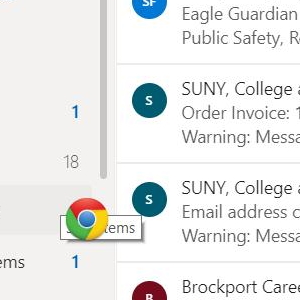 SF
Eagle Guardian
Public Safety, R
1
S
SUNY, College
Order Invoice: 1
Warning: Messa
18
S
SUNY, College
Email address c
Warning: Messa
tems
ems
1
Brockport Care
B